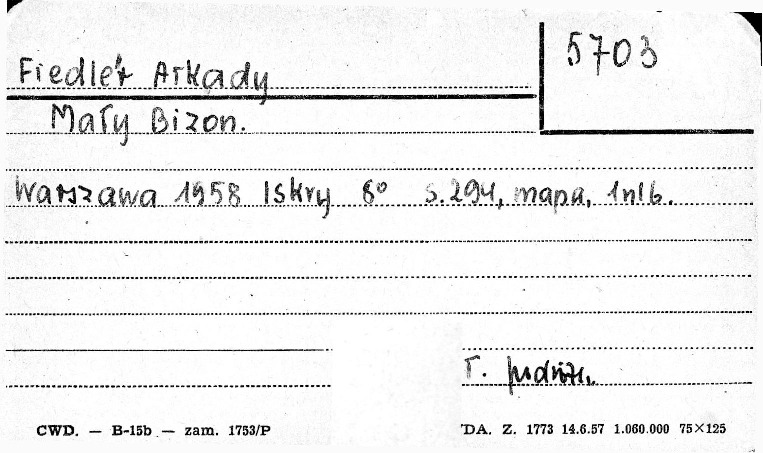 5703
Fiedler Arkady
Mały Bizon.
Warszawa 1958 Iskry 8° s. 294, mapa, 1nlb.
CWD. — B-15b — zam. 1753/P
DA. Z. 1773 14.6.57 1.060.000 75×125